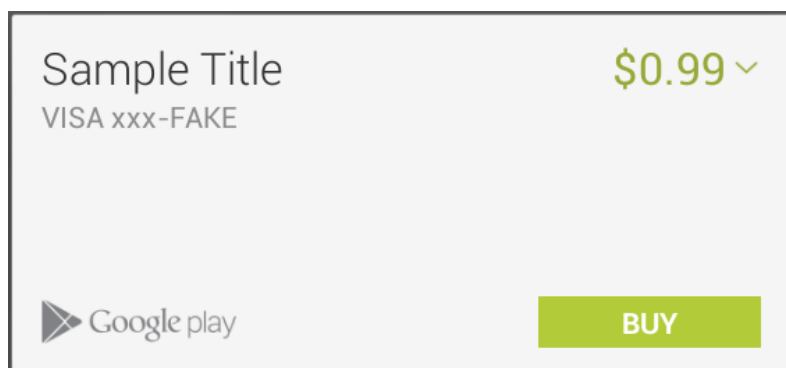 Sample Title
$0.99
VISA xxx-FAKE
Google play
BUY